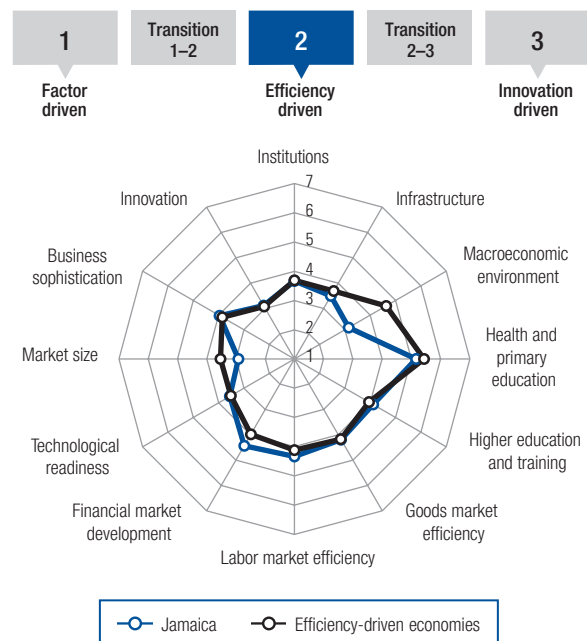 1
Transition
1–2
2
Transition
2–3
3
Factor
driven
Efficiency
driven
Innovation
driven
Institutions
Infrastructure
Macroeconomic
environment
Health and
primary
education
Higher education
and training
Goods market
efficiency
Labor market efficiency
Financial market
development
Technological
readiness
Market size
Business
sophistication
Innovation
7
6
5
4
3
2
1
Jamaica
Efficiency-driven economies